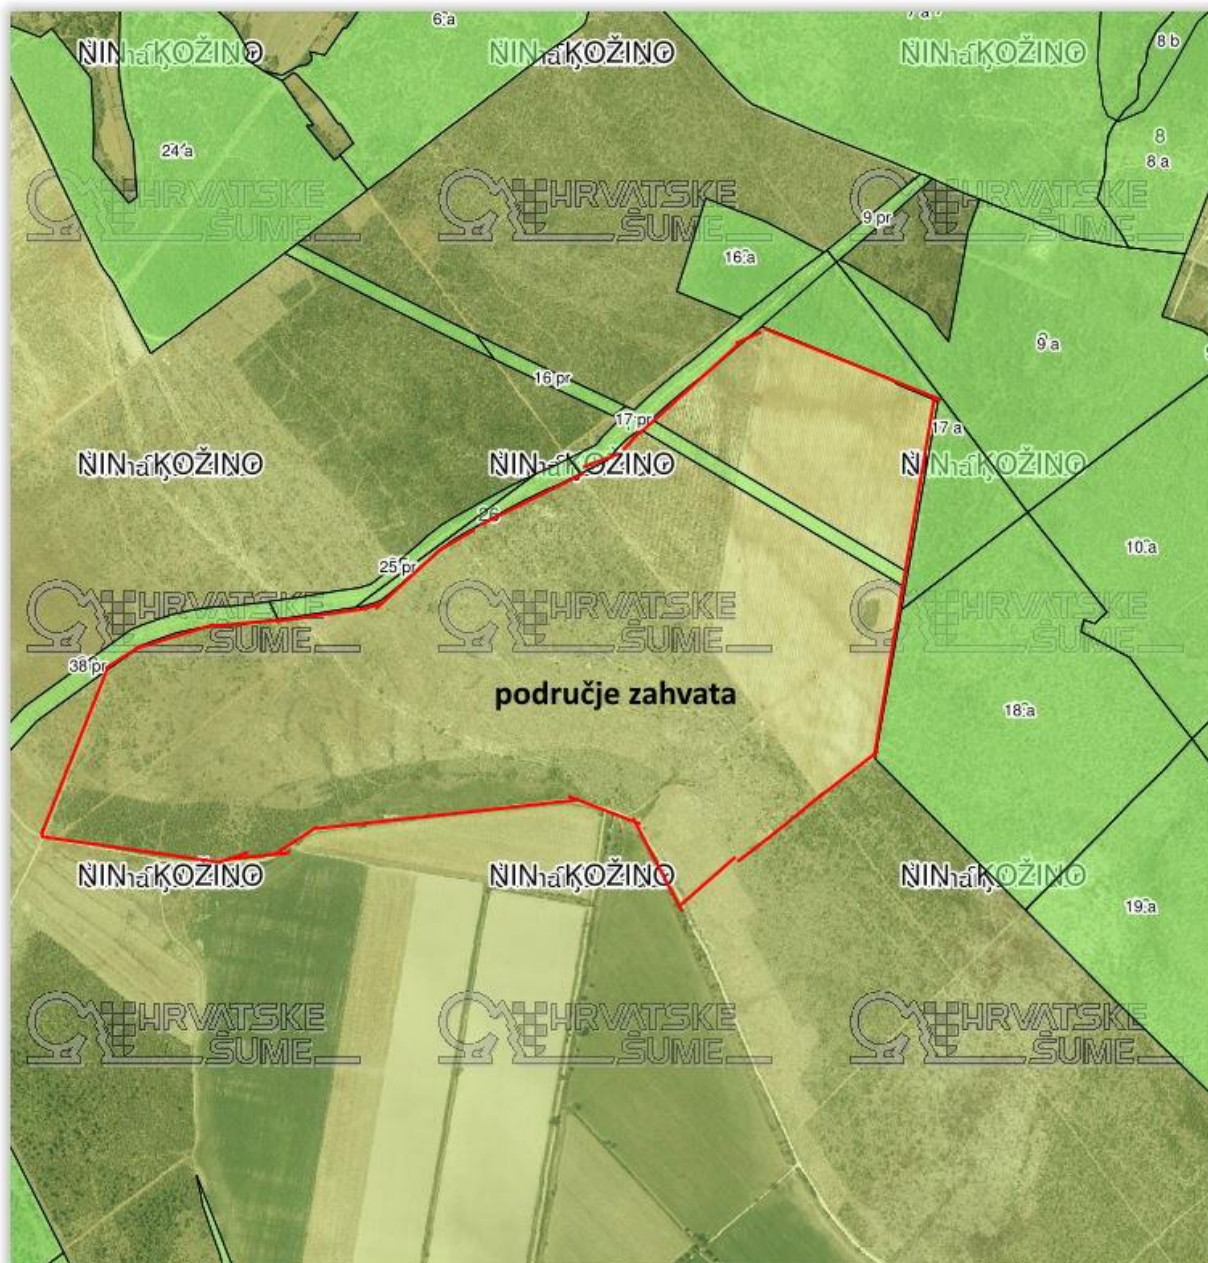 6 a
8 b
NIN - KOŽINO
NIN - KOŽINO
NIN - KOŽINO
8
24 a
8 a
HRVATSKE
ŠUME
HRVATSKE
ŠUME
HRVATSKE
ŠUME
9 pr
16 a
9 a
16 pr
17 pr
17 a
NIN - KOŽINO
NIN - KOŽINO
NIN - KOŽINO
26
10 a
25 pr
HRVATSKE
ŠUME
HRVATSKE
ŠUME
HRVATSKE
ŠUME
38 pr
područje zahvata
18 a
NIN - KOŽINO
NIN - KOŽINO
NIN - KOŽINO
19 a
HRVATSKE
ŠUME
HRVATSKE
ŠUME
HRVATSKE
ŠUME